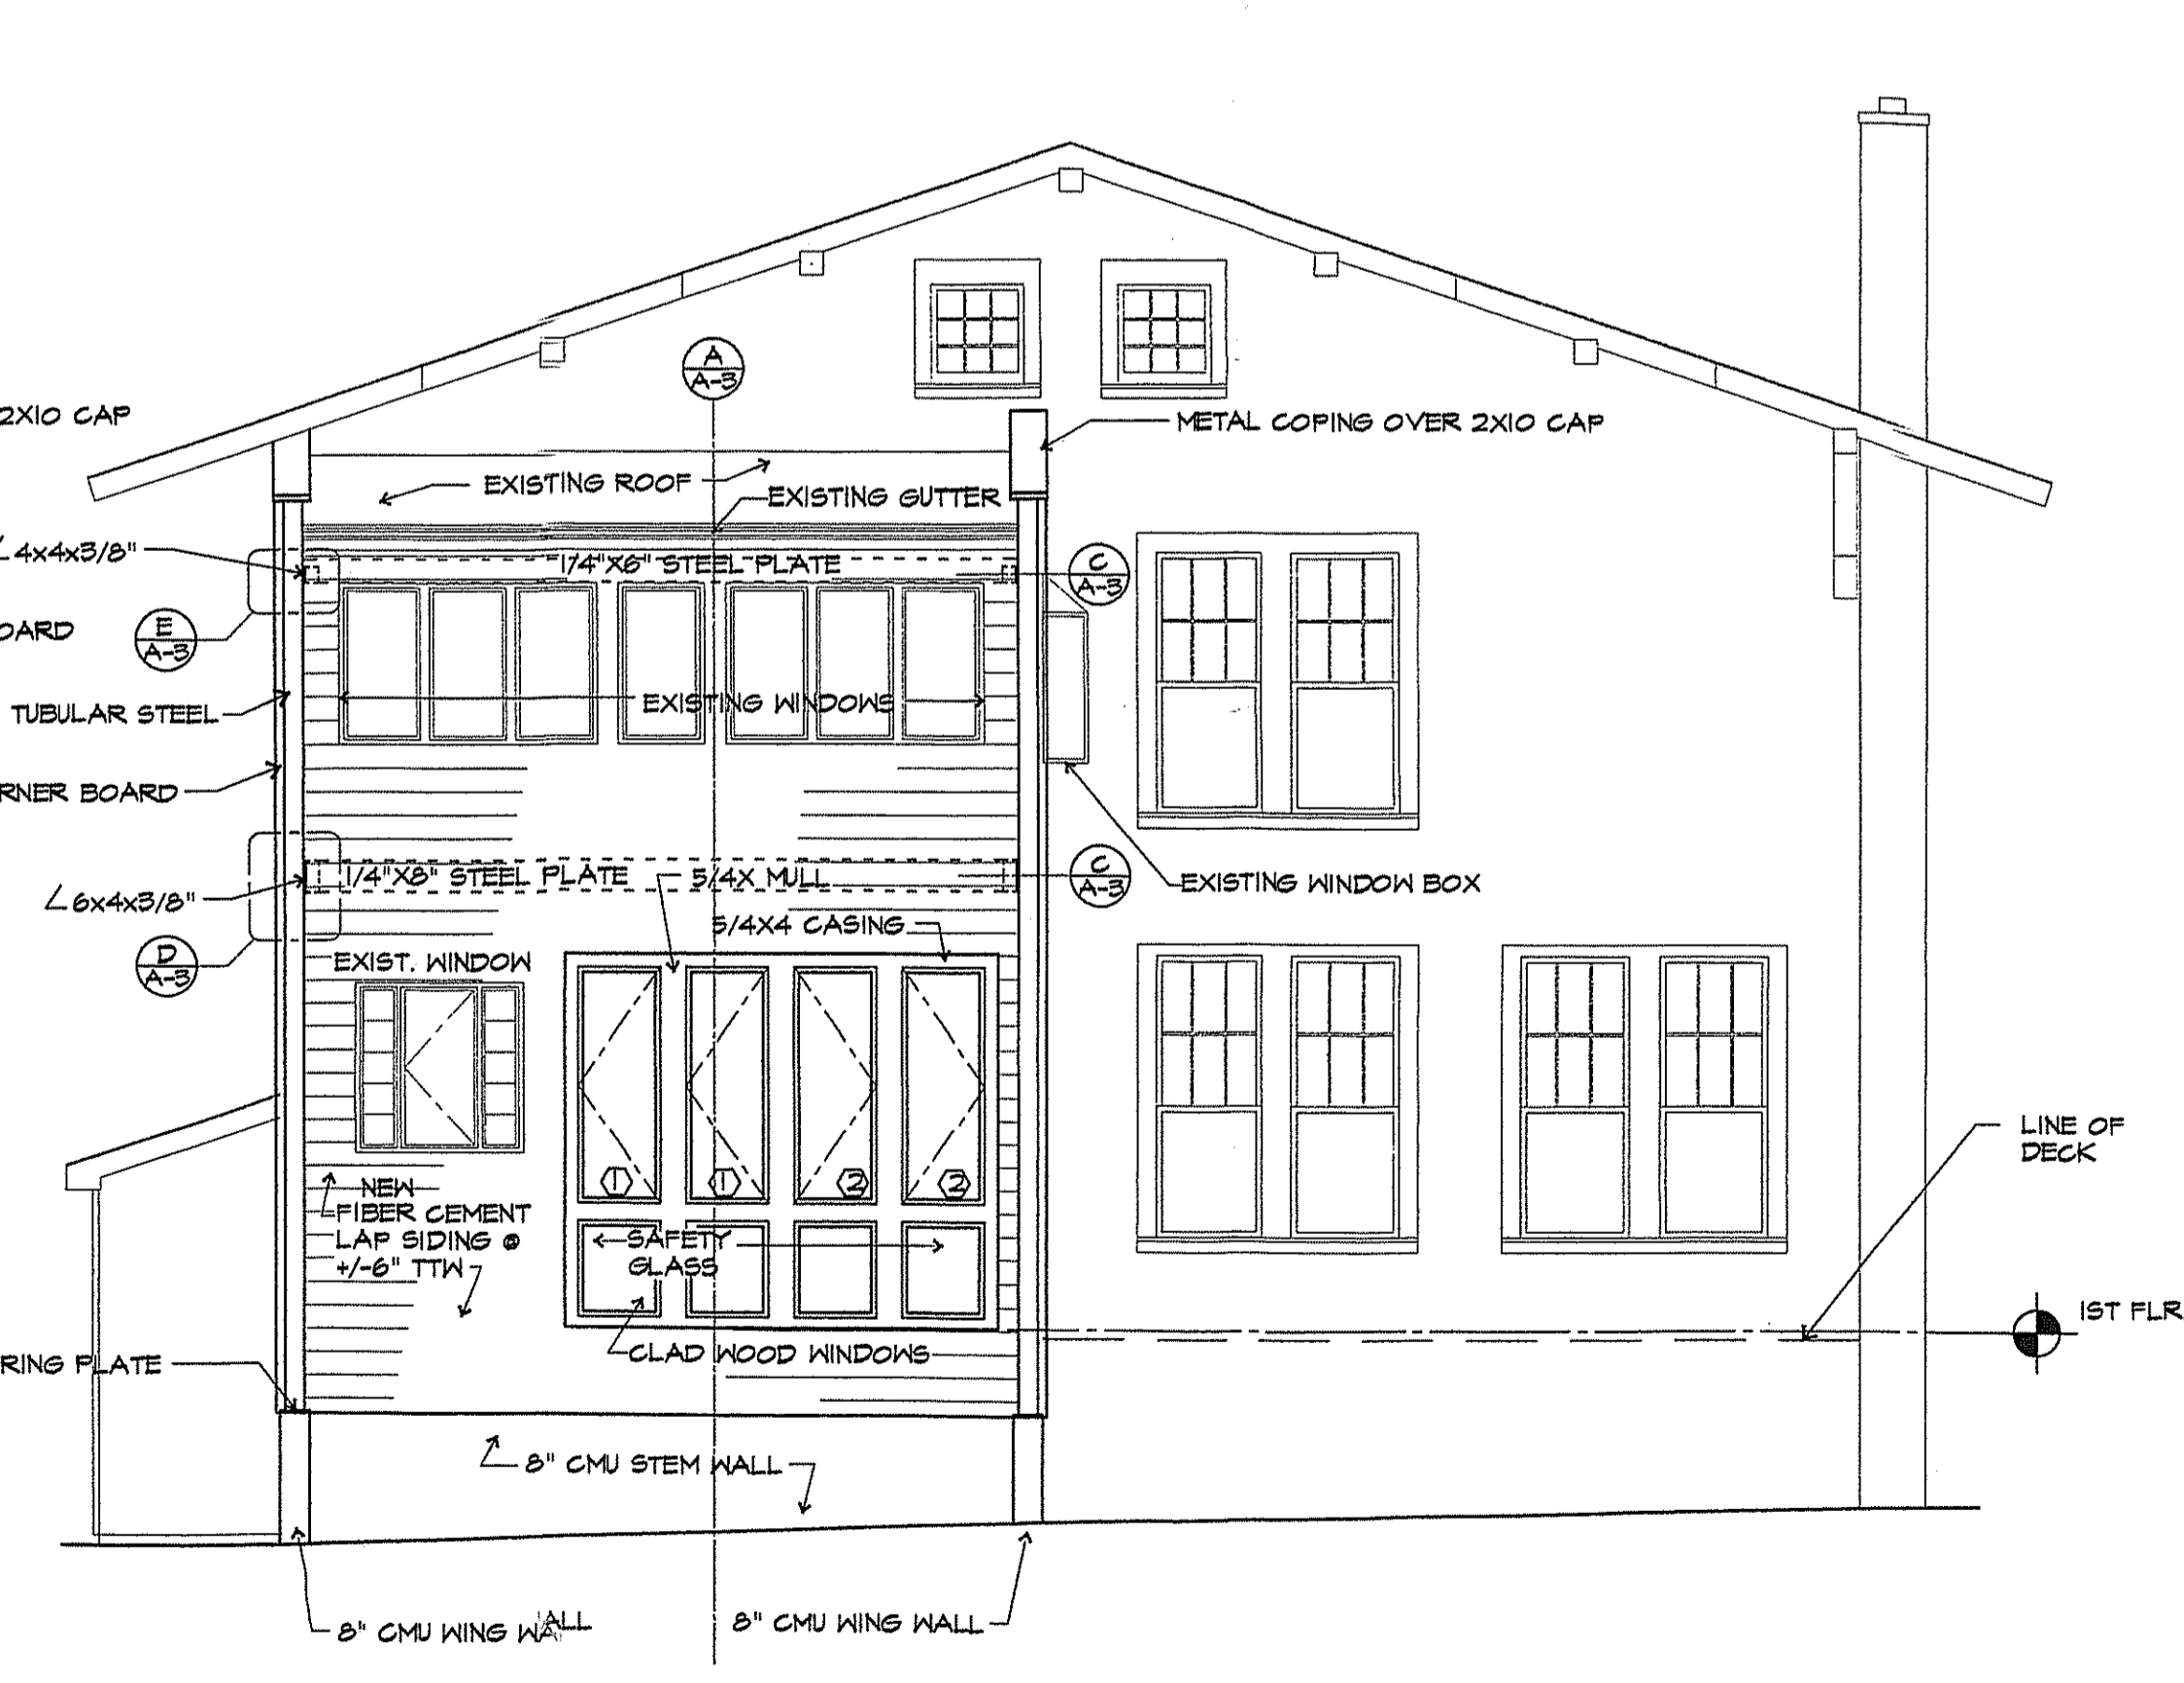 A
A-3
2X10 CAP
METAL COPING OVER 2X10 CAP
EXISTING ROOF
EXISTING GUTTER
∠4x4x3/8"
1/4"X6" STEEL PLATE
C
A-3
E
A-3
OARD
TUBULAR STEEL
EXISTING WINDOWS
RNER BOARD
∠6x4x3/8"
1/4"X8" STEEL PLATE
5/4X MULL
C
A-3
EXISTING WINDOW BOX
5/4X4 CASING
D
A-3
EXIST. WINDOW
LINE OF
DECK
1
1
2
2
NEW
FIBER CEMENT
LAP SIDING @
+/-6" TTW
SAFETY
GLASS
1ST FLR
CLAD WOOD WINDOWS
RING PLATE
8" CMU STEM WALL
8" CMU WING WALL
8" CMU WING WALL